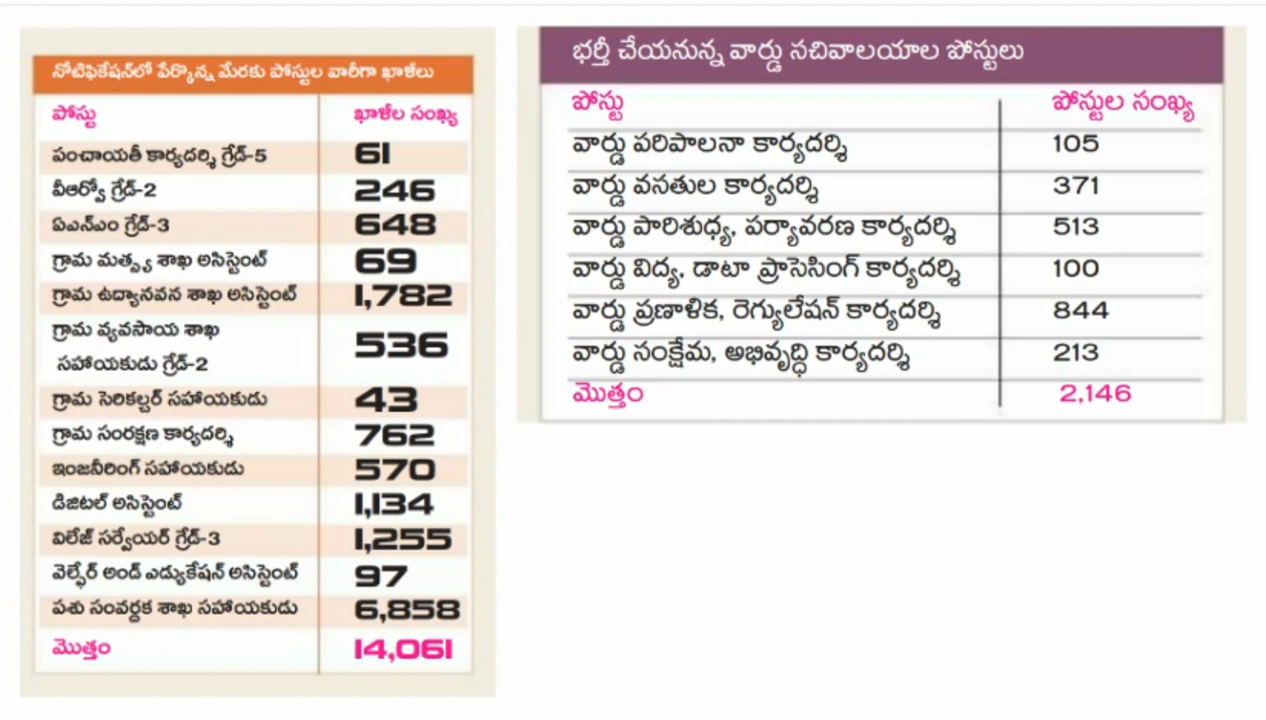 నోటిఫికేషన్‌లో పేర్కొన్న మేరకు పోస్టుల వారీగా ఖాళీలు
పోస్టు ఖాళీల సంఖ్య
పంచాయతీ కార్యదర్శి గ్రేడ్-5 61
వీఆర్వో గ్రేడ్-2 246
ఏఎన్ఎం గ్రేడ్-3 648
గ్రామ మత్స్య శాఖ అసిస్టెంట్ 69
గ్రామ ఉద్యానవన శాఖ అసిస్టెంట్ 1,782
గ్రామ వ్యవసాయ శాఖ
సహాయకుడు గ్రేడ్-2 536
గ్రామ సెరికల్చర్ సహాయకుడు 43
గ్రామ సంరక్షణ కార్యదర్శి 762
ఇంజనీరింగ్ సహాయకుడు 570
డిజిటల్ అసిస్టెంట్ 1,134
విలేజ్ సర్వేయర్ గ్రేడ్-3 1,255
వెల్ఫేర్ అండ్ ఎడ్యుకేషన్ అసిస్టెంట్ 97
పశు సంవర్ధక శాఖ సహాయకుడు 6,858
మొత్తం 14,061
భర్తీ చేయనున్న వార్డు సచివాలయాల పోస్టులు
పోస్టు పోస్టుల సంఖ్య
వార్డు పరిపాలనా కార్యదర్శి 105
వార్డు వసతుల కార్యదర్శి 371
వార్డు పారిశుధ్య, పర్యావరణ కార్యదర్శి 513
వార్డు విద్య, డాటా ప్రాసెసింగ్ కార్యదర్శి 100
వార్డు ప్రణాళిక, రెగ్యులేషన్ కార్యదర్శి 844
వార్డు సంక్షేమ, అభివృద్ధి కార్యదర్శి 213
మొత్తం 2,146